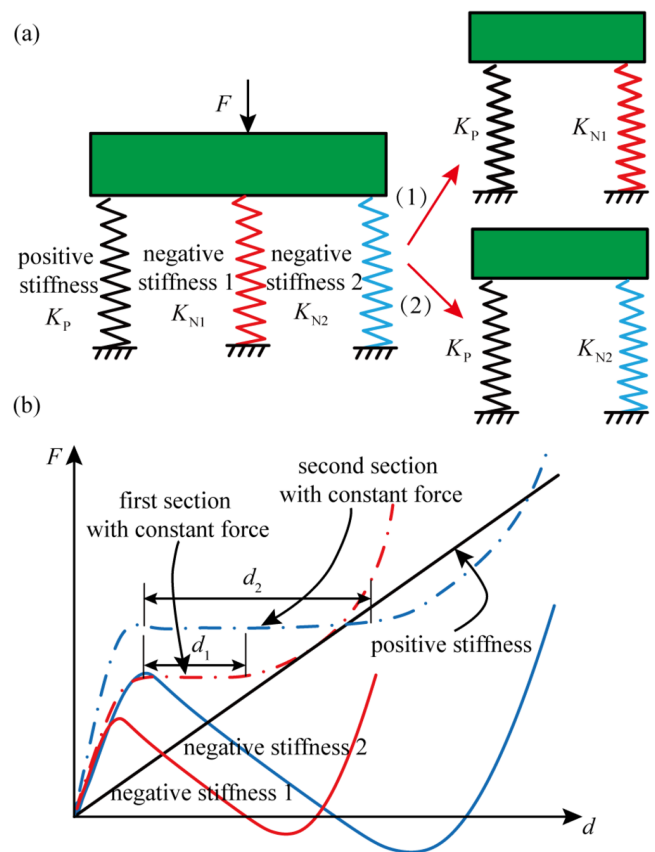 (a)
F
positive
stiffness
K_P
negative
stiffness 1
K_N1
negative
stiffness 2
K_N2
(1)
(2)
K_P
K_N1
K_P
K_N2
(b)
F
first section
with constant force
second section
with constant force
d_2
d_1
positive stiffness
negative stiffness 2
negative stiffness 1
d